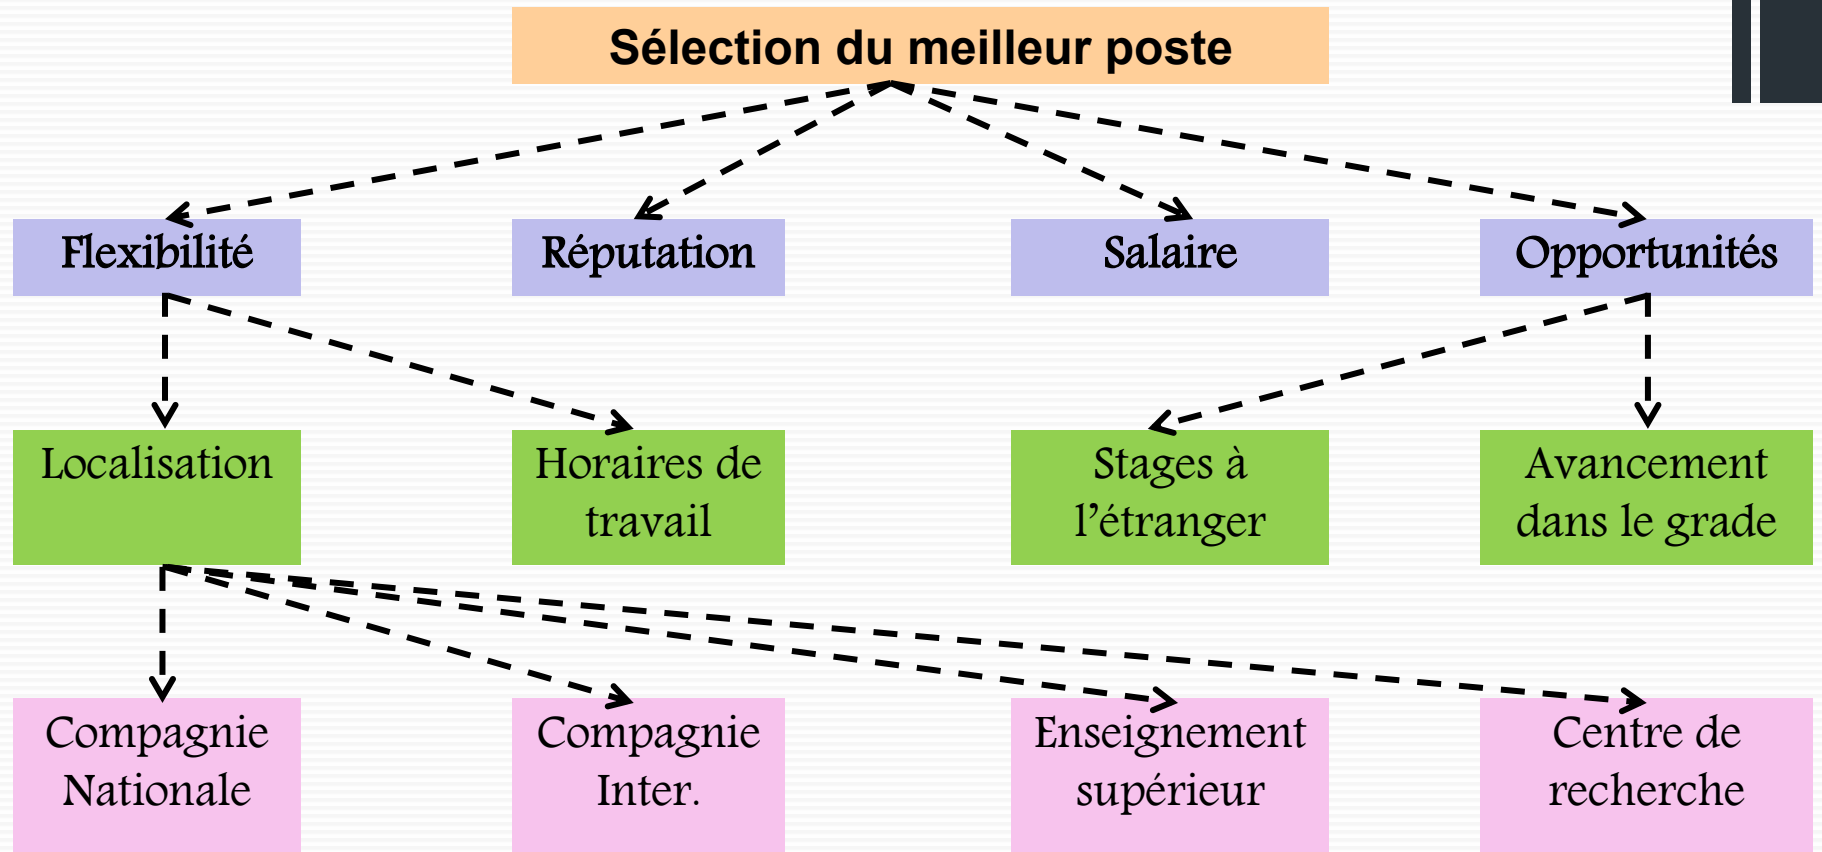 Sélection du meilleur poste
Flexibilité
Réputation
Salaire
Opportunités
Localisation
Horaires de
travail
Stages à
l’étranger
Avancement
dans le grade
Compagnie
Nationale
Compagnie
Inter.
Enseignement
supérieur
Centre de
recherche